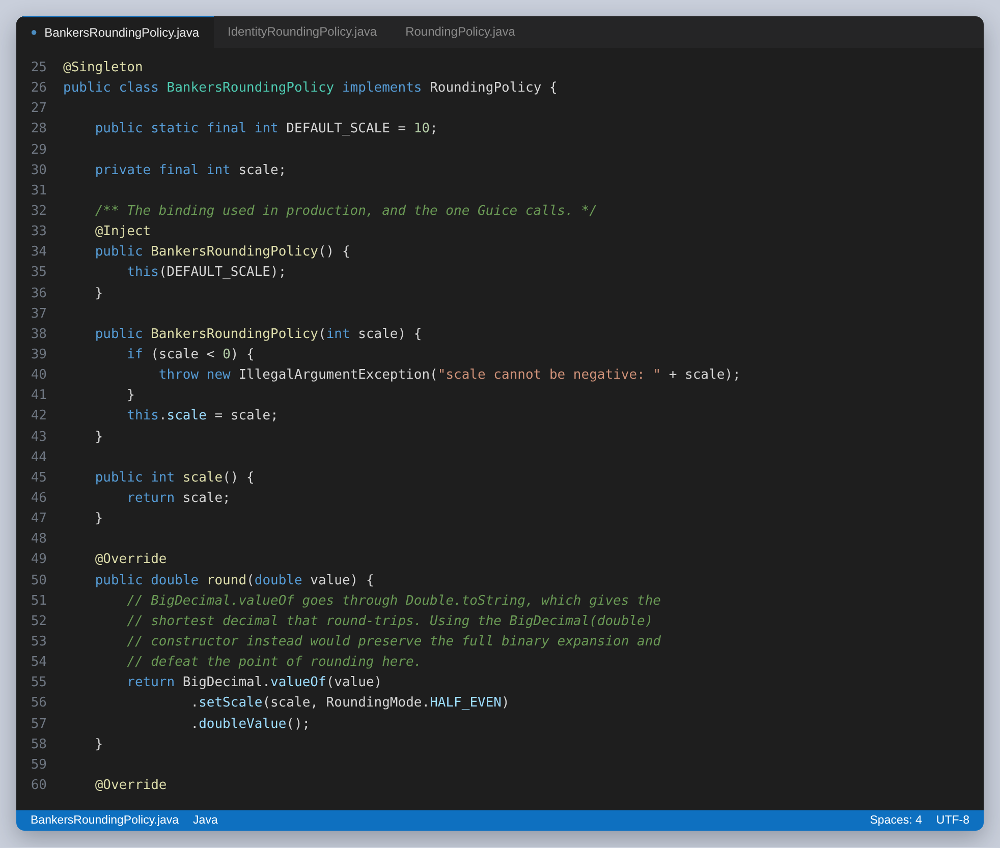 BankersRoundingPolicy.java IdentityRoundingPolicy.java RoundingPolicy.java
25 @Singleton
26 public class BankersRoundingPolicy implements RoundingPolicy {
27
28     public static final int DEFAULT_SCALE = 10;
29
30     private final int scale;
31
32     /** The binding used in production, and the one Guice calls. */
33     @Inject
34     public BankersRoundingPolicy() {
35         this(DEFAULT_SCALE);
36     }
37
38     public BankersRoundingPolicy(int scale) {
39         if (scale < 0) {
40             throw new IllegalArgumentException("scale cannot be negative: " + scale);
41         }
42         this.scale = scale;
43     }
44
45     public int scale() {
46         return scale;
47     }
48
49     @Override
50     public double round(double value) {
51         // BigDecimal.valueOf goes through Double.toString, which gives the
52         // shortest decimal that round-trips. Using the BigDecimal(double)
53         // constructor instead would preserve the full binary expansion and
54         // defeat the point of rounding here.
55         return BigDecimal.valueOf(value)
56                 .setScale(scale, RoundingMode.HALF_EVEN)
57                 .doubleValue();
58     }
59
60     @Override
BankersRoundingPolicy.java Java Spaces: 4 UTF-8